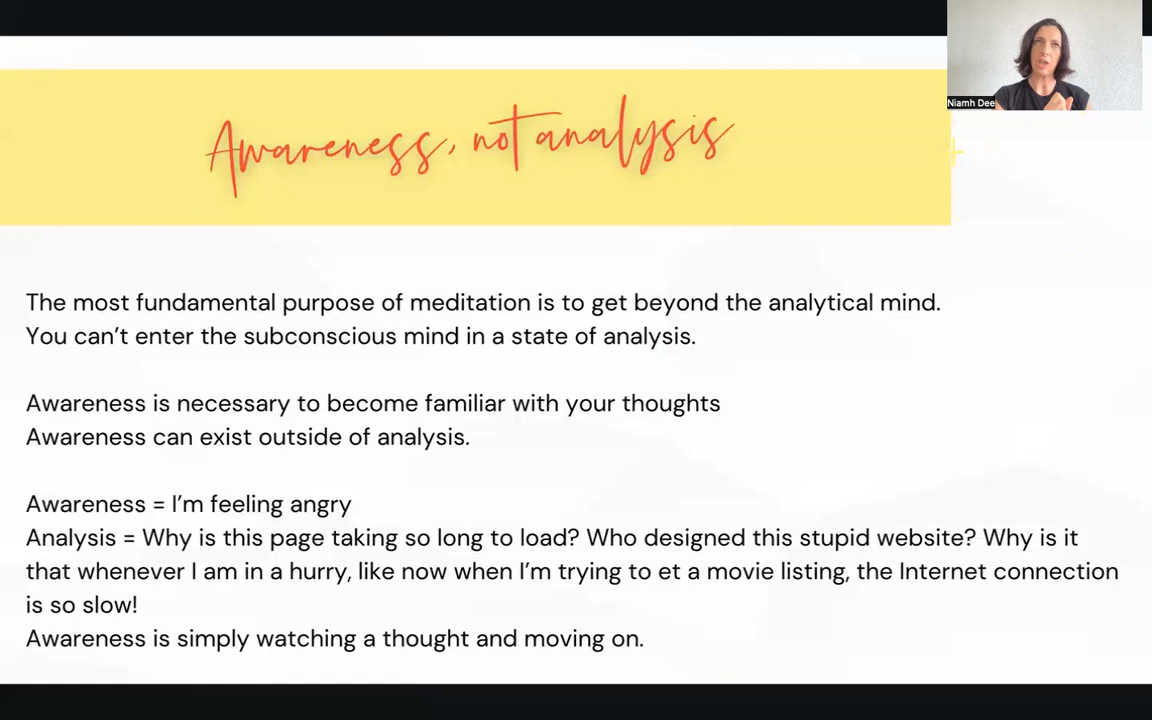 Niamh Dee
Awareness, not analysis
The most fundamental purpose of meditation is to get beyond the analytical mind.
You can’t enter the subconscious mind in a state of analysis.
Awareness is necessary to become familiar with your thoughts
Awareness can exist outside of analysis.
Awareness = I’m feeling angry
Analysis = Why is this page taking so long to load? Who designed this stupid website? Why is it
that whenever I am in a hurry, like now when I’m trying to et a movie listing, the Internet connection
is so slow!
Awareness is simply watching a thought and moving on.